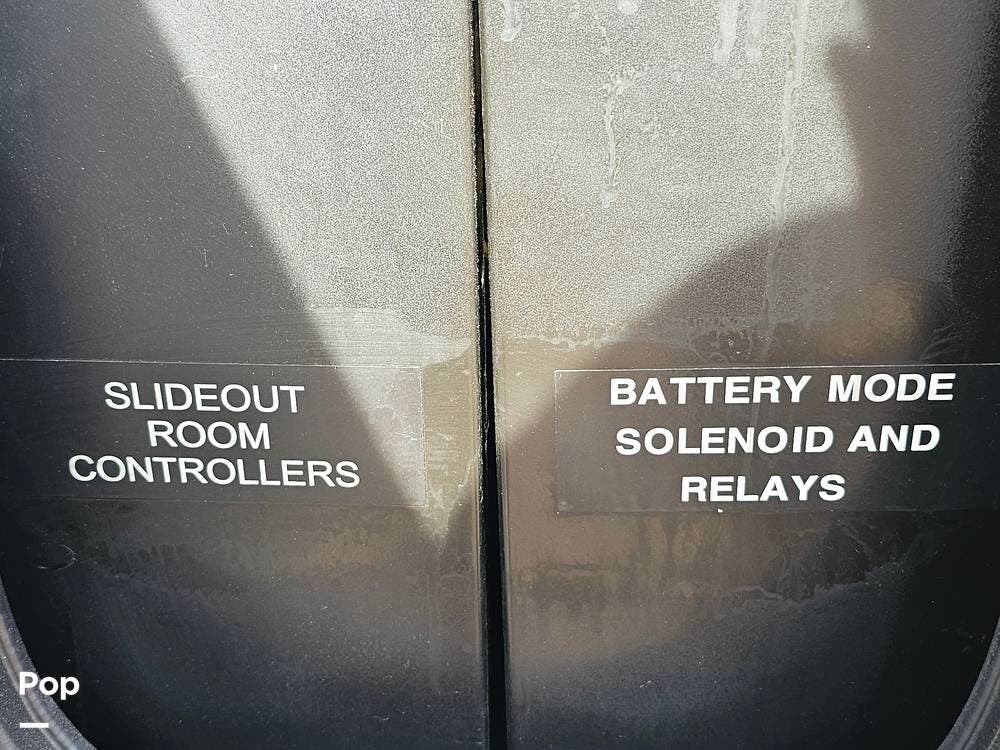 SLIDEOUT
ROOM
CONTROLLERS
BATTERY MODE
SOLENOID AND
RELAYS
Pop